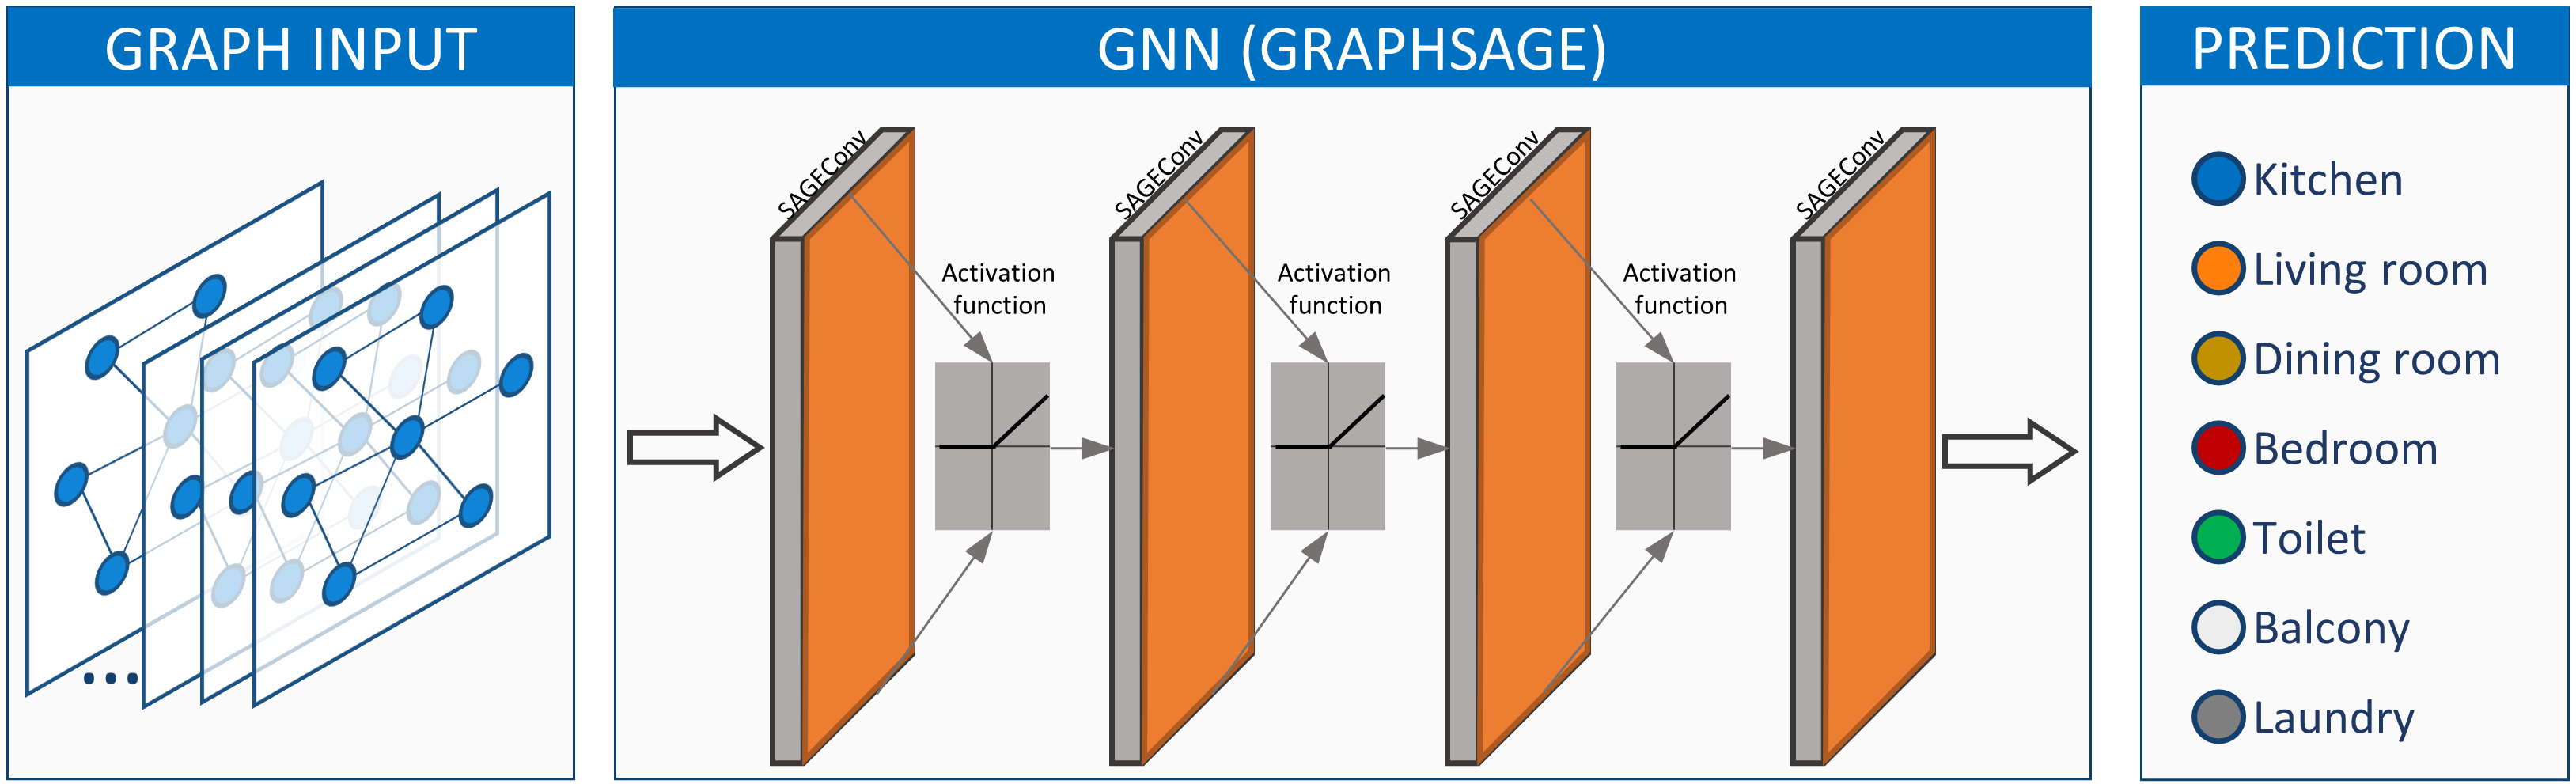 GRAPH INPUT
...
GNN (GRAPHSAGE)
SAGEConv
SAGEConv
SAGEConv
SAGEConv
Activation
function
Activation
function
Activation
function
PREDICTION
Kitchen
Living room
Dining room
Bedroom
Toilet
Balcony
Laundry